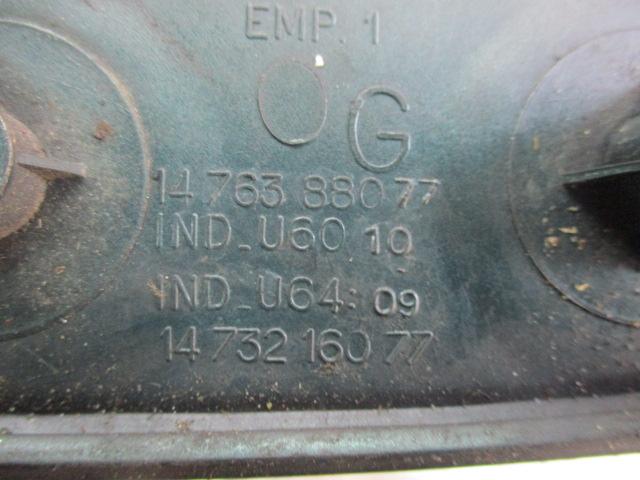 EMP. 1
G
14 763 880 77
IND_U60 10
IND_U64: 09
14 732 160 77